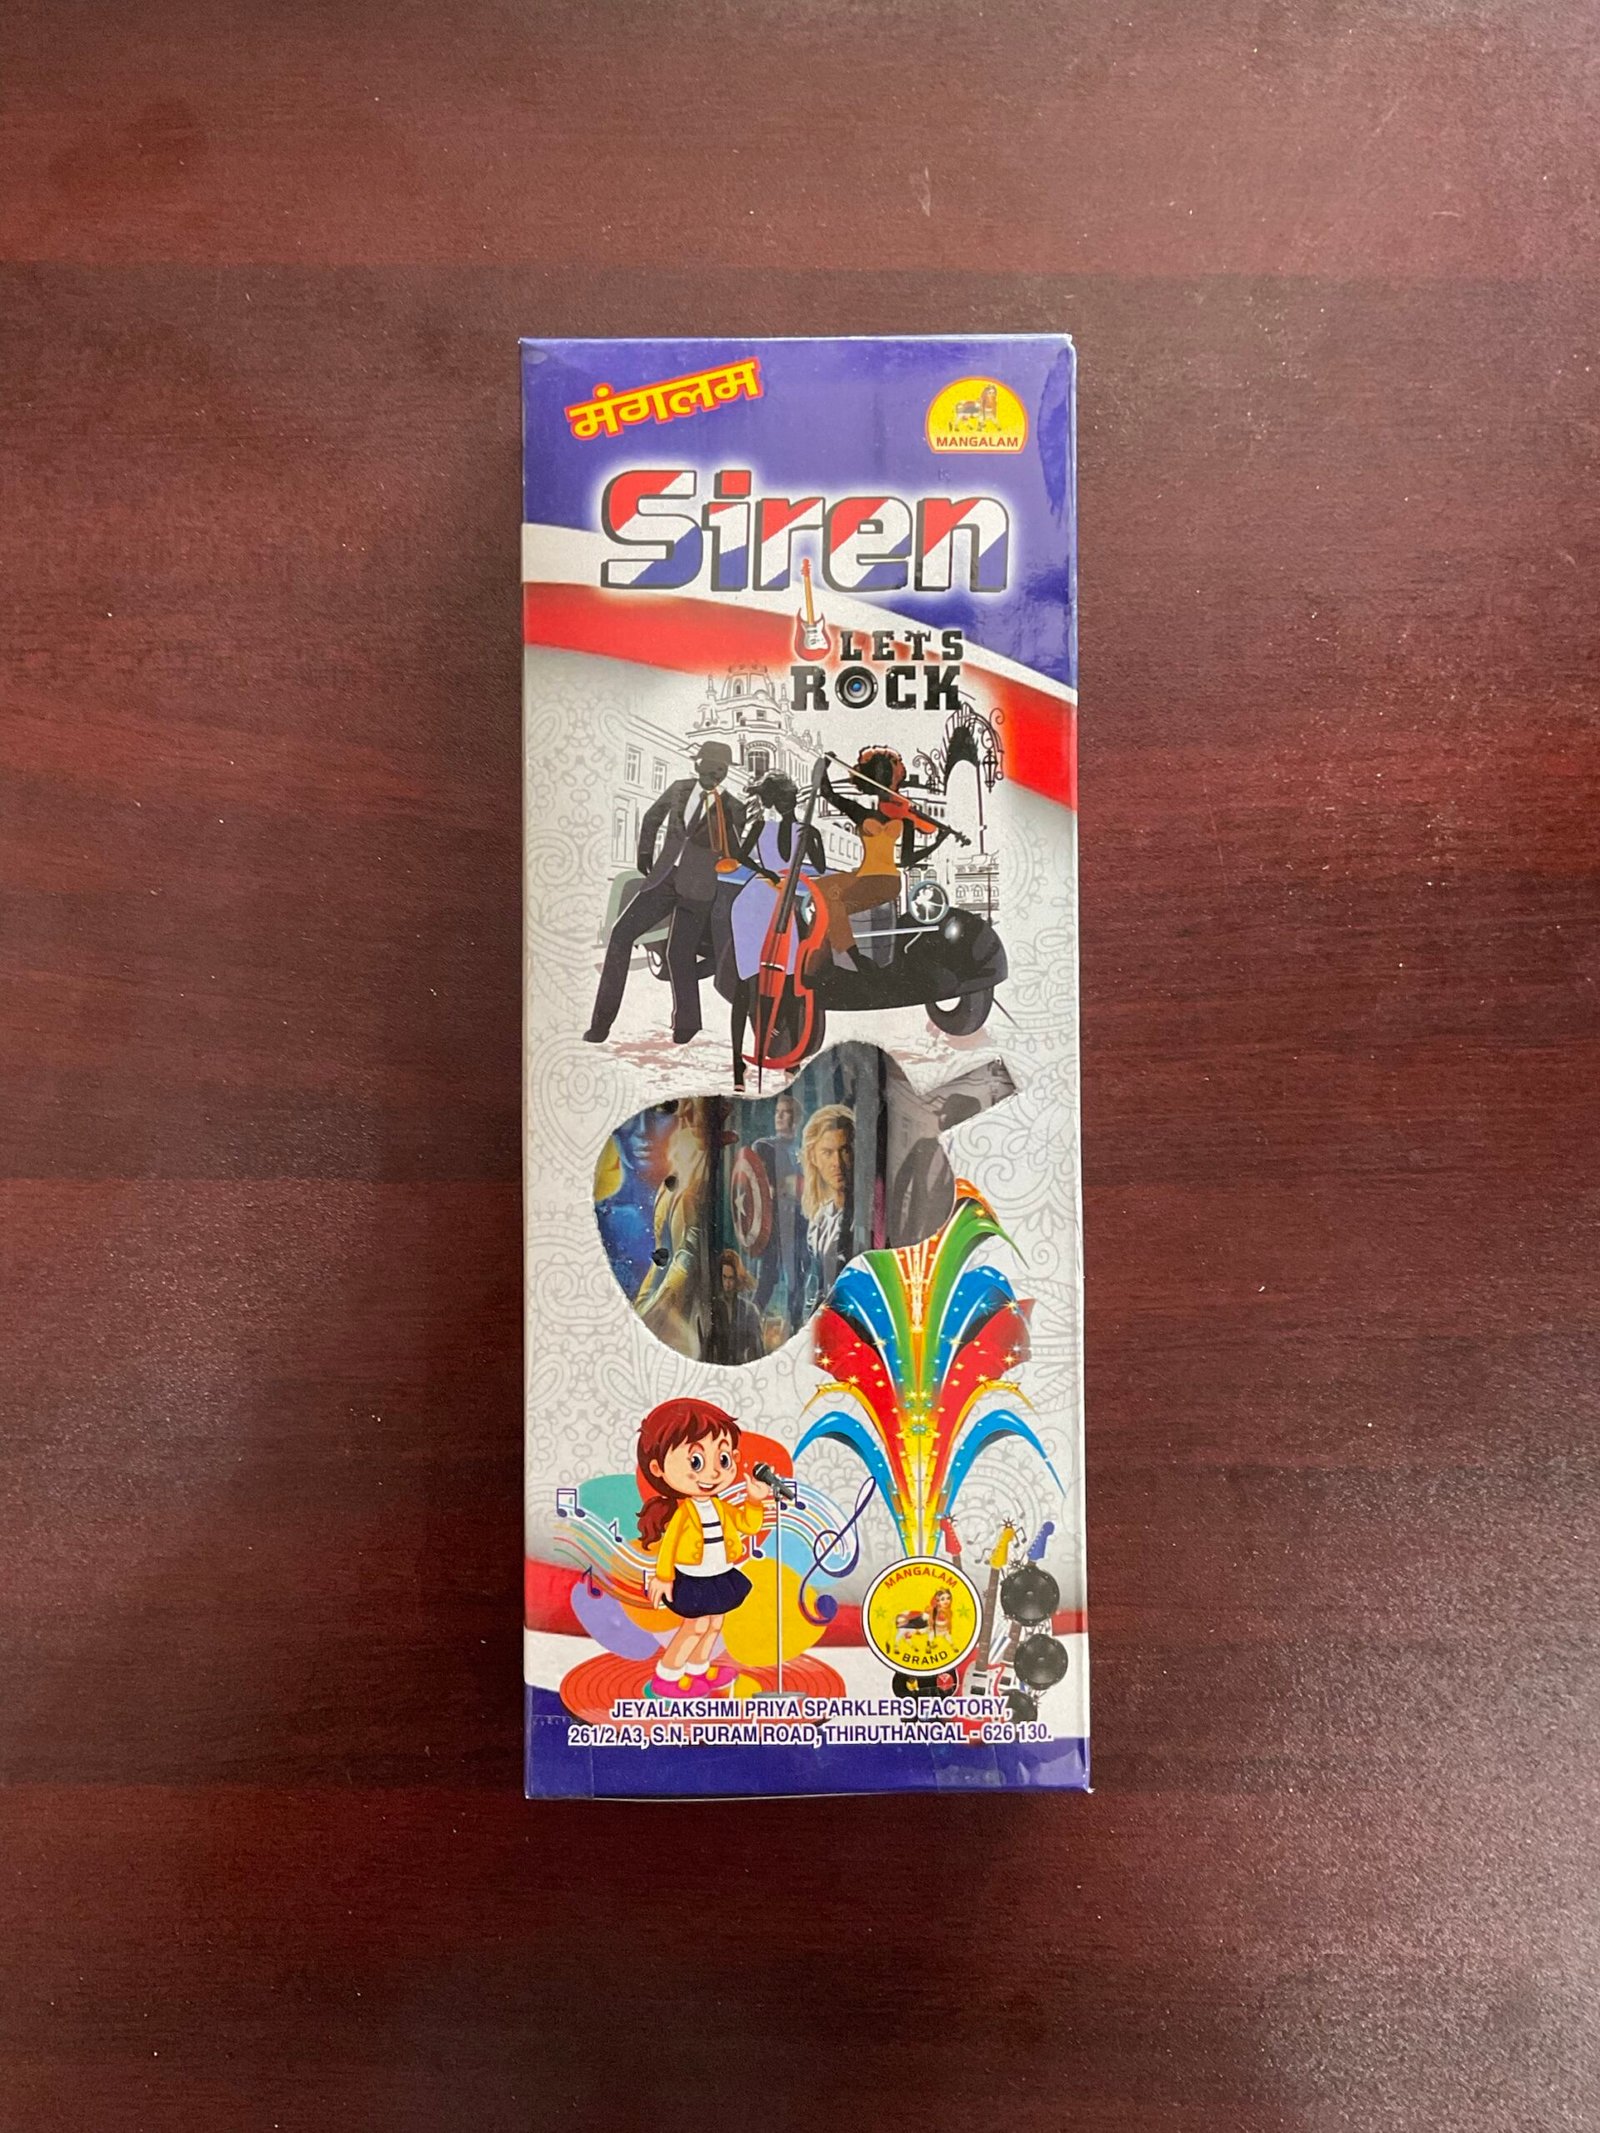 मंगलम
MANGALAM
Siren
LETS
ROCK
MANGALAM
BRAND
JEYALAKSHMI PRIYA SPARKLERS FACTORY,
261/2 A3, S.N. PURAM ROAD, THIRUTHANGAL - 626 130.